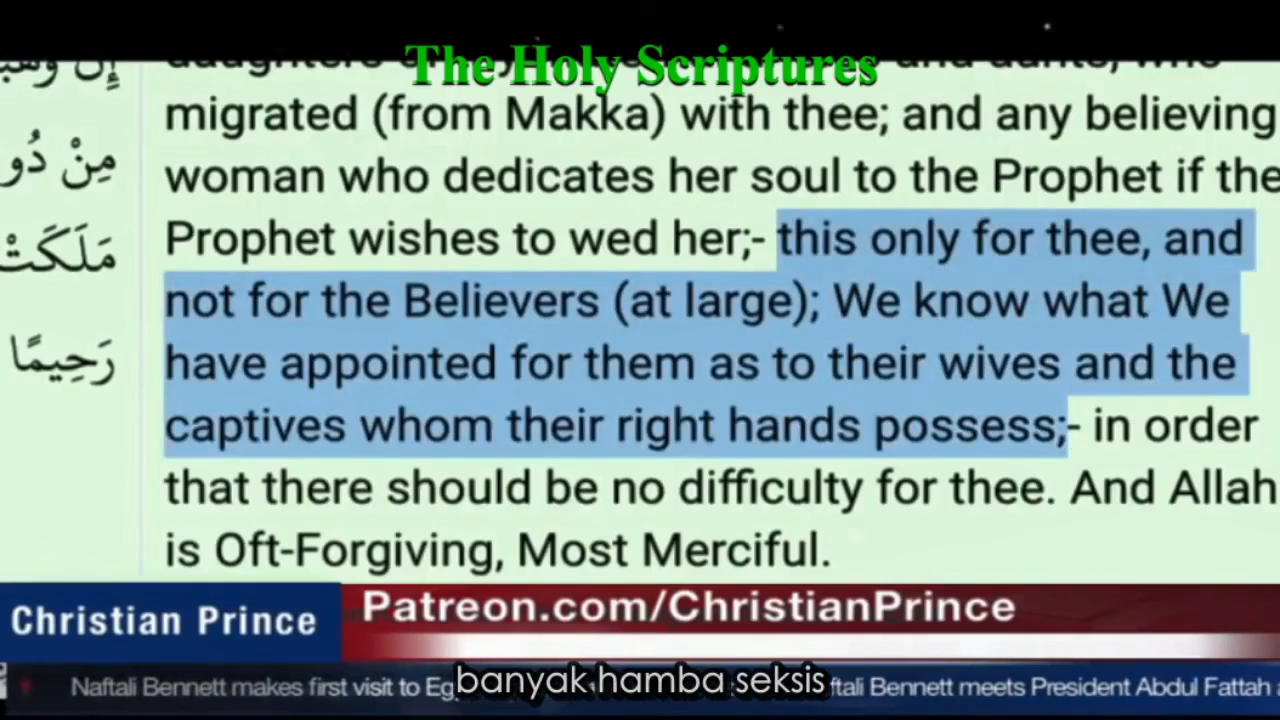 The Holy Scriptures
migrated (from Makka) with thee; and any believing
woman who dedicates her soul to the Prophet if the
Prophet wishes to wed her;- this only for thee, and
not for the Believers (at large); We know what We
have appointed for them as to their wives and the
captives whom their right hands possess;- in order
that there should be no difficulty for thee. And Allah
is Oft-Forgiving, Most Merciful.
مِنْ
مَلَكَتْ
رَحِيمًا
Christian Prince
Patreon.com/ChristianPrince
banyak hamba seksis
Naftali Bennett makes first visit to Eg
ftali Bennett meets President Abdul Fattah